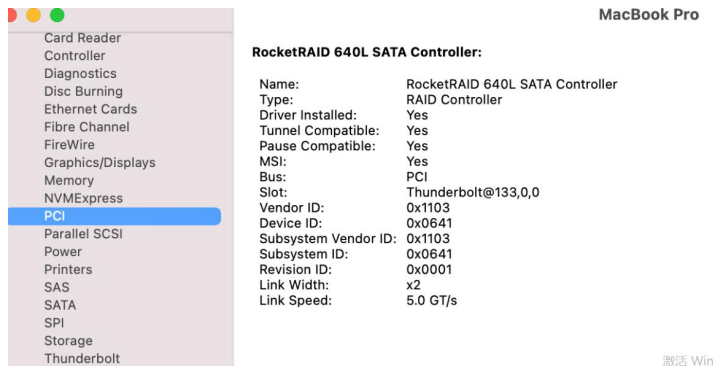 MacBook Pro
Card Reader
Controller
Diagnostics
Disc Burning
Ethernet Cards
Fibre Channel
FireWire
Graphics/Displays
Memory
NVMExpress
PCI
Parallel SCSI
Power
Printers
SAS
SATA
SPI
Storage
Thunderbolt
RocketRAID 640L SATA Controller:
Name: RocketRAID 640L SATA Controller
Type: RAID Controller
Driver Installed: Yes
Tunnel Compatible: Yes
Pause Compatible: Yes
MSI: Yes
Bus: PCI
Slot: Thunderbolt@133,0,0
Vendor ID: 0x1103
Device ID: 0x0641
Subsystem Vendor ID: 0x1103
Subsystem ID: 0x0641
Revision ID: 0x0001
Link Width: x2
Link Speed: 5.0 GT/s
激活 Win